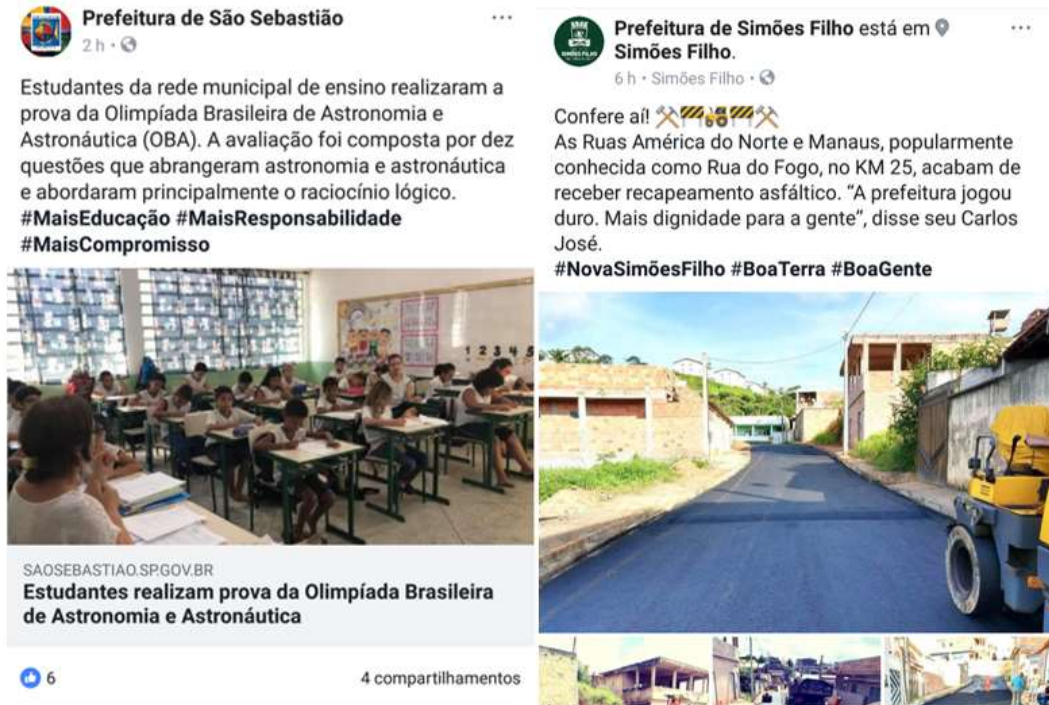 Prefeitura de São Sebastião
2 h
Estudantes da rede municipal de ensino realizaram a
prova da Olimpíada Brasileira de Astronomia e
Astronáutica (OBA). A avaliação foi composta por dez
questões que abrangeram astronomia e astronáutica
e abordaram principalmente o raciocínio lógico.
#MaisEducação #MaisResponsabilidade
#MaisCompromisso
1 2 3 4 5
SAOSEBASTIAO.SP.GOV.BR
Estudantes realizam prova da Olimpíada Brasileira
de Astronomia e Astronáutica
6
4 compartilhamentos
Prefeitura de Simões Filho está em
Simões Filho.
6 h · Simões Filho ·
Confere aí!
As Ruas América do Norte e Manaus, popularmente
conhecida como Rua do Fogo, no KM 25, acabam de
receber recapeamento asfáltico. “A prefeitura jogou
duro. Mais dignidade para a gente”, disse seu Carlos
José.
#NovaSimõesFilho #BoaTerra #BoaGente